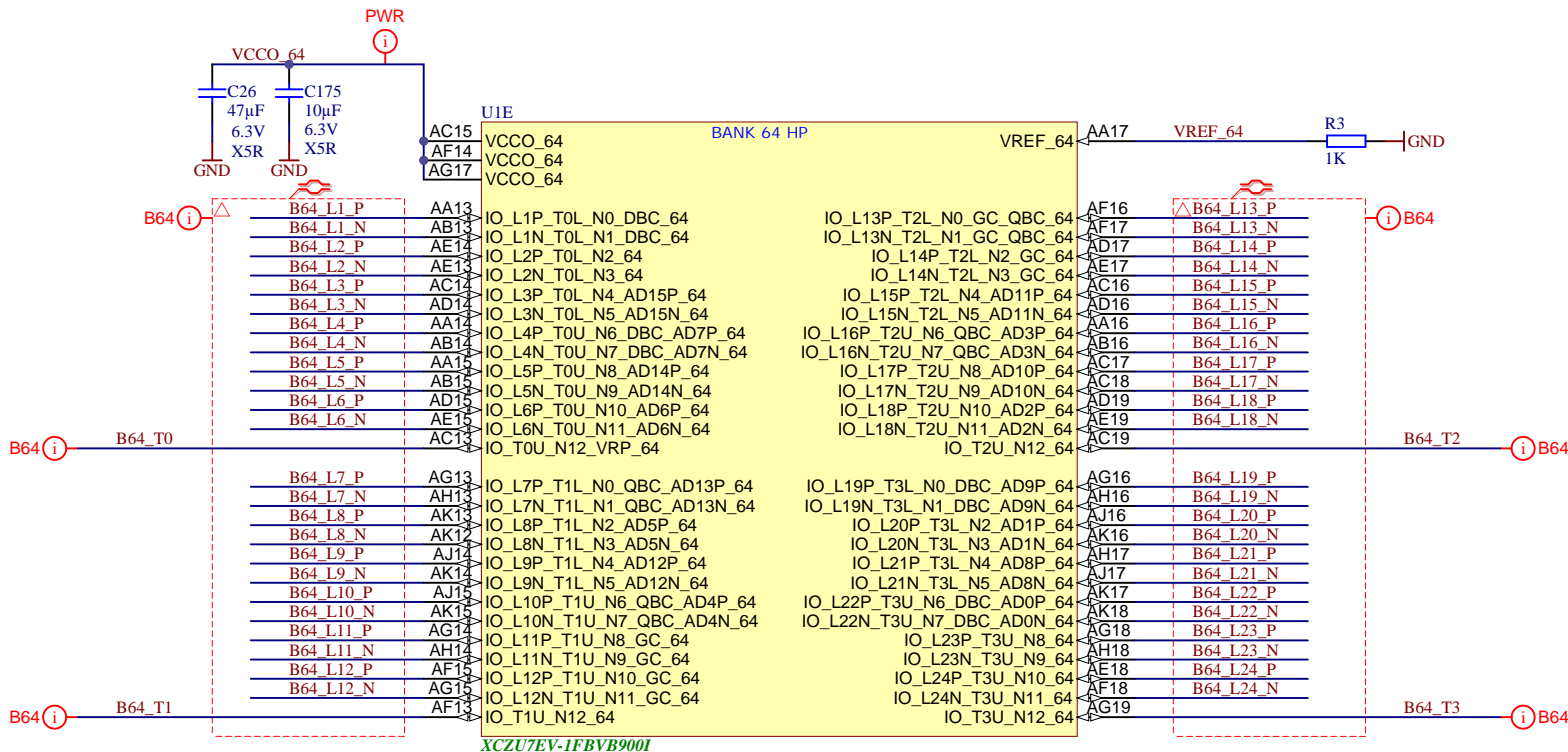 PWR
i
VCCO_64
C26
47µF
6.3V
X5R
GND
C175
10µF
6.3V
X5R
GND
U1E
BANK 64 HP
AC15 VCCO_64
AF14 VCCO_64
AG17 VCCO_64
VREF_64 AA17 VREF_64
R3
1K
GND
B64 i
B64_L1_P AA13 IO_L1P_T0L_N0_DBC_64
B64_L1_N AB13 IO_L1N_T0L_N1_DBC_64
B64_L2_P AE14 IO_L2P_T0L_N2_64
B64_L2_N AE13 IO_L2N_T0L_N3_64
B64_L3_P AC14 IO_L3P_T0L_N4_AD15P_64
B64_L3_N AD14 IO_L3N_T0L_N5_AD15N_64
B64_L4_P AA14 IO_L4P_T0U_N6_DBC_AD7P_64
B64_L4_N AB14 IO_L4N_T0U_N7_DBC_AD7N_64
B64_L5_P AA15 IO_L5P_T0U_N8_AD14P_64
B64_L5_N AB15 IO_L5N_T0U_N9_AD14N_64
B64_L6_P AD15 IO_L6P_T0U_N10_AD6P_64
B64_L6_N AE15 IO_L6N_T0U_N11_AD6N_64
B64 i B64_T0 AC13 IO_T0U_N12_VRP_64
B64_L7_P AG13 IO_L7P_T1L_N0_QBC_AD13P_64
B64_L7_N AH13 IO_L7N_T1L_N1_QBC_AD13N_64
B64_L8_P AK13 IO_L8P_T1L_N2_AD5P_64
B64_L8_N AK12 IO_L8N_T1L_N3_AD5N_64
B64_L9_P AJ14 IO_L9P_T1L_N4_AD12P_64
B64_L9_N AK14 IO_L9N_T1L_N5_AD12N_64
B64_L10_P AJ15 IO_L10P_T1U_N6_QBC_AD4P_64
B64_L10_N AK15 IO_L10N_T1U_N7_QBC_AD4N_64
B64_L11_P AG14 IO_L11P_T1U_N8_GC_64
B64_L11_N AH14 IO_L11N_T1U_N9_GC_64
B64_L12_P AF15 IO_L12P_T1U_N10_GC_64
B64_L12_N AG15 IO_L12N_T1U_N11_GC_64
B64 i B64_T1 AF13 IO_T1U_N12_64
IO_L13P_T2L_N0_GC_QBC_64 AF16 B64_L13_P
i B64
IO_L13N_T2L_N1_GC_QBC_64 AF17 B64_L13_N
IO_L14P_T2L_N2_GC_64 AD17 B64_L14_P
IO_L14N_T2L_N3_GC_64 AE17 B64_L14_N
IO_L15P_T2L_N4_AD11P_64 AC16 B64_L15_P
IO_L15N_T2L_N5_AD11N_64 AD16 B64_L15_N
IO_L16P_T2U_N6_QBC_AD3P_64 AA16 B64_L16_P
IO_L16N_T2U_N7_QBC_AD3N_64 AB16 B64_L16_N
IO_L17P_T2U_N8_AD10P_64 AC17 B64_L17_P
IO_L17N_T2U_N9_AD10N_64 AC18 B64_L17_N
IO_L18P_T2U_N10_AD2P_64 AD19 B64_L18_P
IO_L18N_T2U_N11_AD2N_64 AE19 B64_L18_N
IO_T2U_N12_64 AC19 B64_T2 i B64
IO_L19P_T3L_N0_DBC_AD9P_64 AG16 B64_L19_P
IO_L19N_T3L_N1_DBC_AD9N_64 AH16 B64_L19_N
IO_L20P_T3L_N2_AD1P_64 AJ16 B64_L20_P
IO_L20N_T3L_N3_AD1N_64 AK16 B64_L20_N
IO_L21P_T3L_N4_AD8P_64 AH17 B64_L21_P
IO_L21N_T3L_N5_AD8N_64 AJ17 B64_L21_N
IO_L22P_T3U_N6_DBC_AD0P_64 AK17 B64_L22_P
IO_L22N_T3U_N7_DBC_AD0N_64 AK18 B64_L22_N
IO_L23P_T3U_N8_64 AG18 B64_L23_P
IO_L23N_T3U_N9_64 AH18 B64_L23_N
IO_L24P_T3U_N10_64 AE18 B64_L24_P
IO_L24N_T3U_N11_64 AF18 B64_L24_N
IO_T3U_N12_64 AG19 B64_T3 i B64
XCZU7EV-1FBVB900I